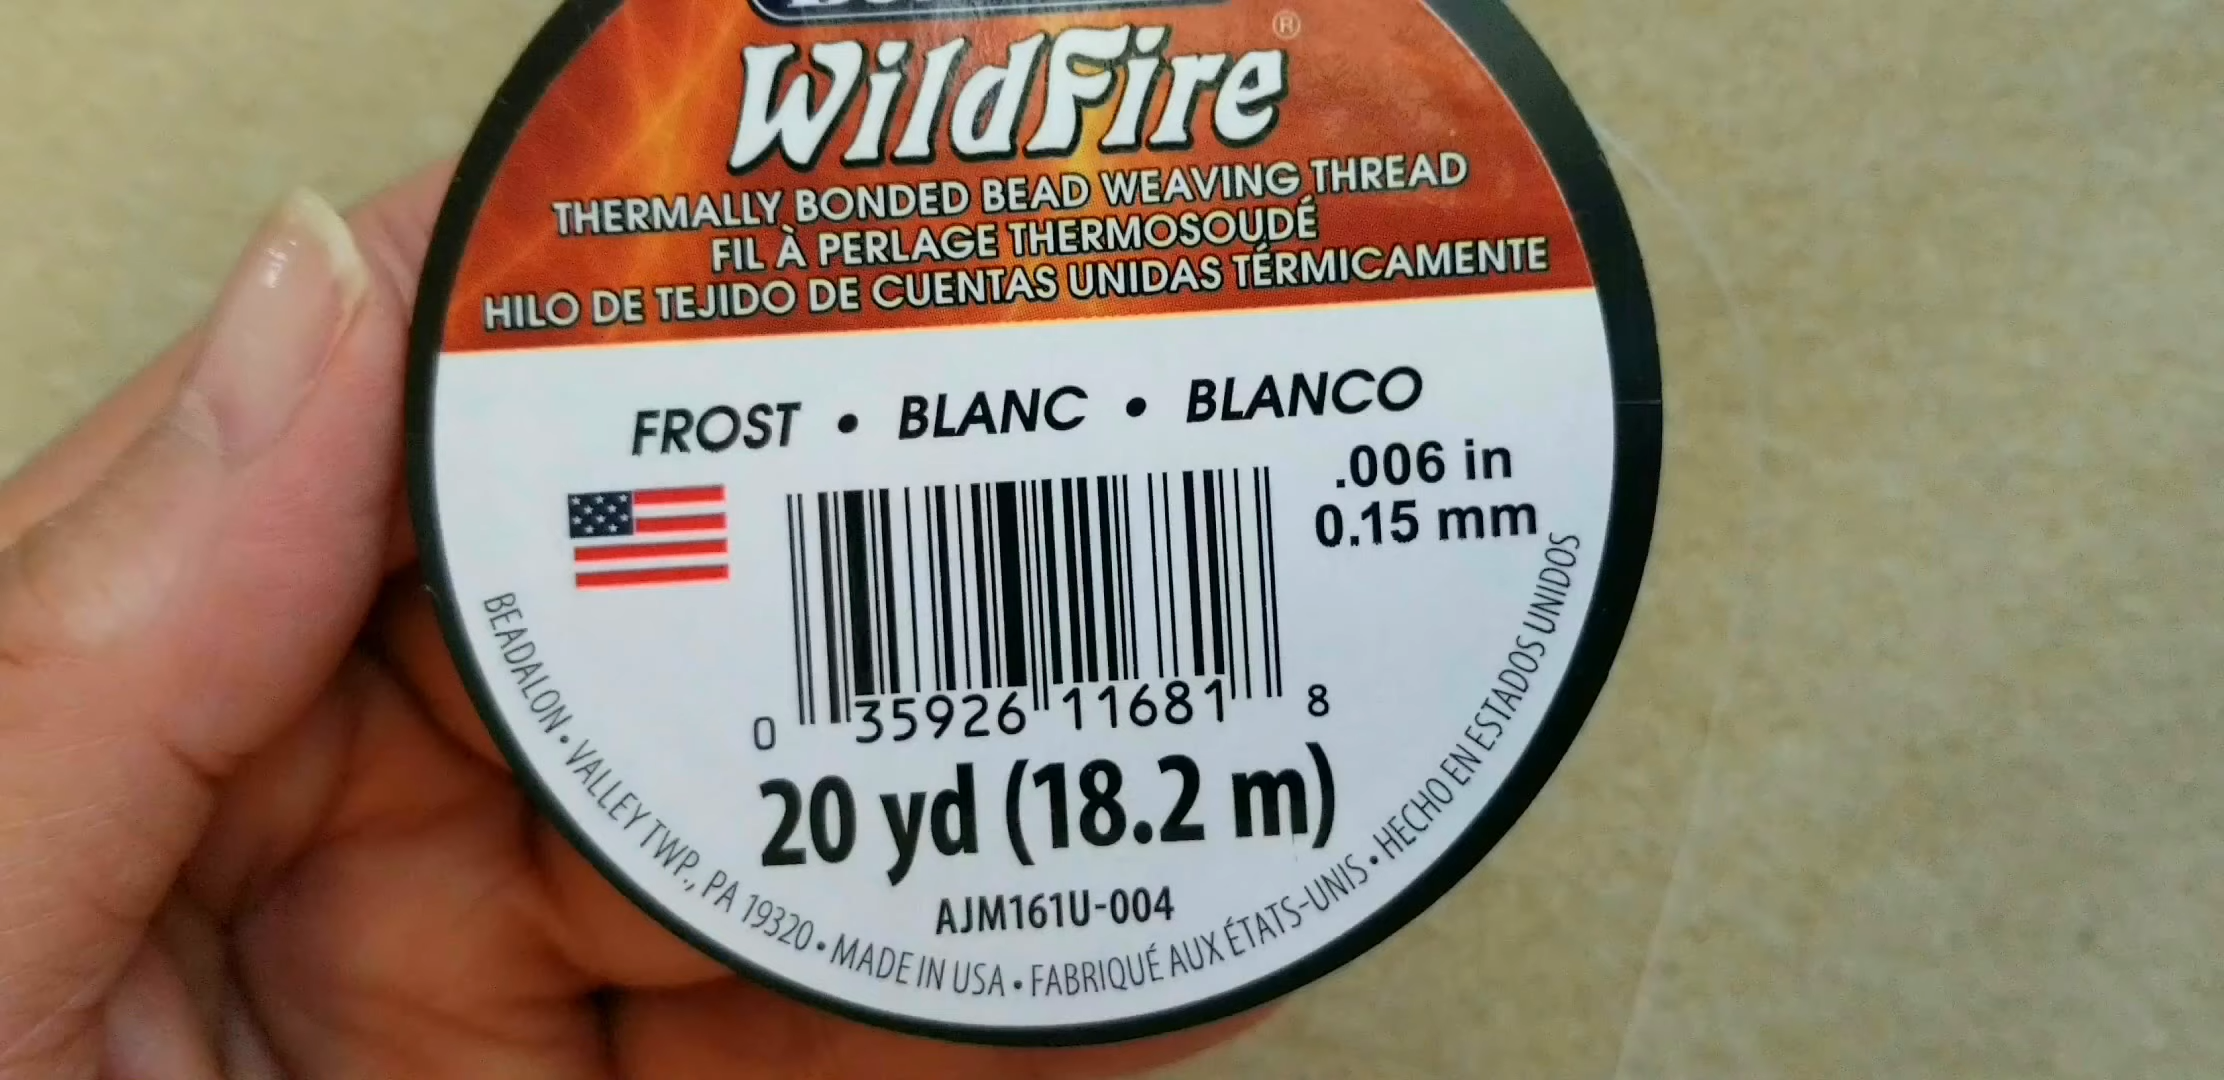 WildFire®
THERMALLY BONDED BEAD WEAVING THREAD
FIL À PERLAGE THERMOSOUDÉ
HILO DE TEJIDO DE CUENTAS UNIDAS TÉRMICAMENTE
FROST • BLANC • BLANCO
.006 in
0.15 mm
0 35926 11681 8
20 yd (18.2 m)
AJM161U-004
BEADALON • VALLEY TWP., PA 19320 • MADE IN USA • FABRIQUÉ AUX ÉTATS-UNIS • HECHO EN ESTADOS UNIDOS